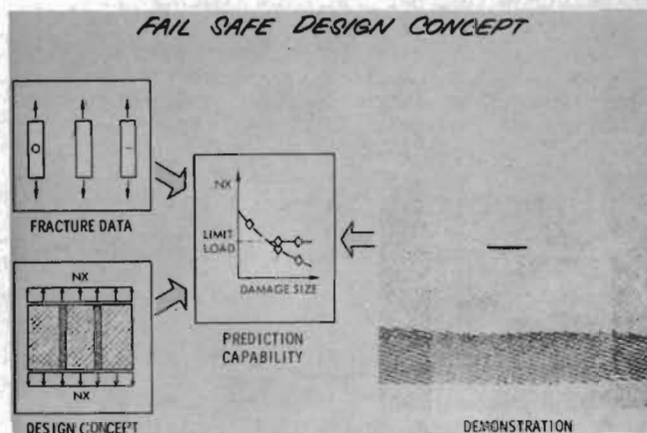 FAIL SAFE DESIGN CONCEPT
FRACTURE DATA
NX
LIMIT
LOAD
DAMAGE SIZE
PREDICTION
CAPABILITY
NX
NX
DESIGN CONCEPT
DEMONSTRATION